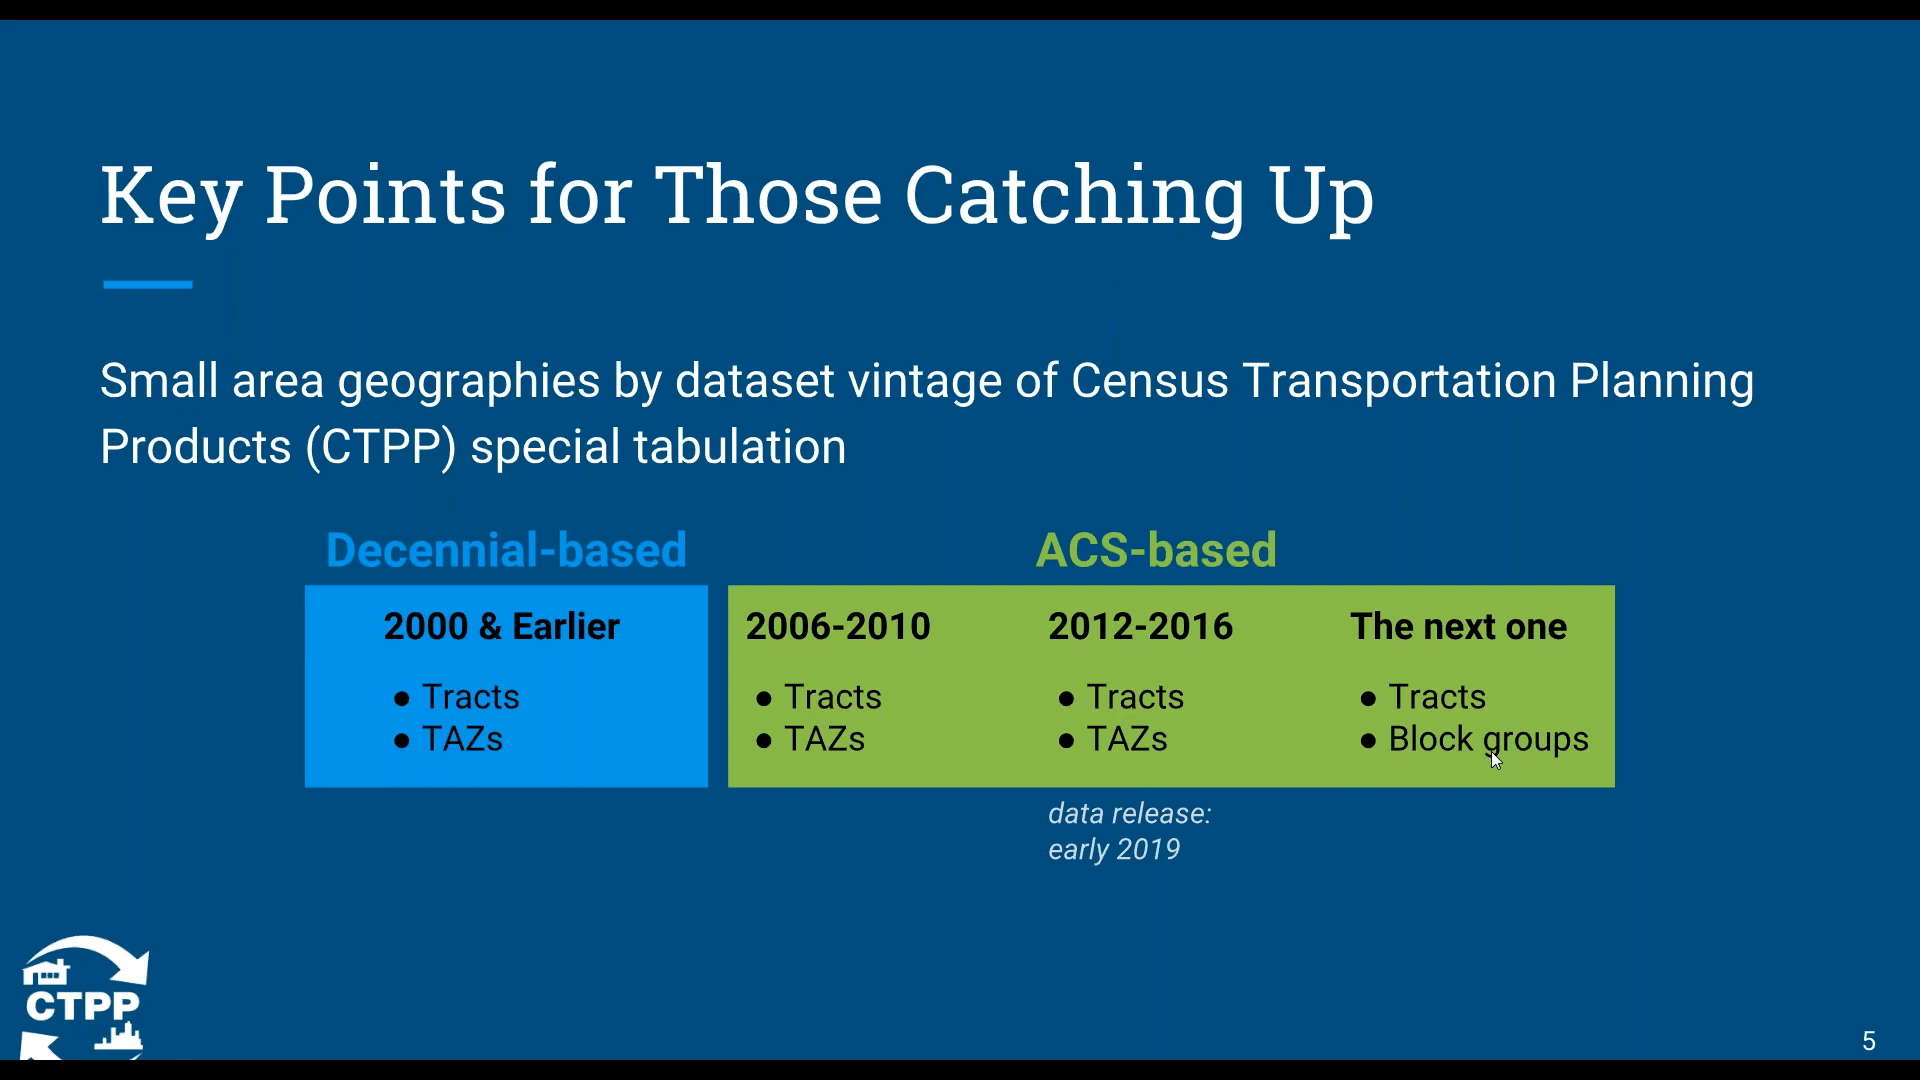 Key Points for Those Catching Up
Small area geographies by dataset vintage of Census Transportation Planning
Products (CTPP) special tabulation
Decennial-based
2000 & Earlier
● Tracts
● TAZs
ACS-based
2006-2010
● Tracts
● TAZs
2012-2016
● Tracts
● TAZs
data release:
early 2019
The next one
● Tracts
● Block groups
CTPP
5